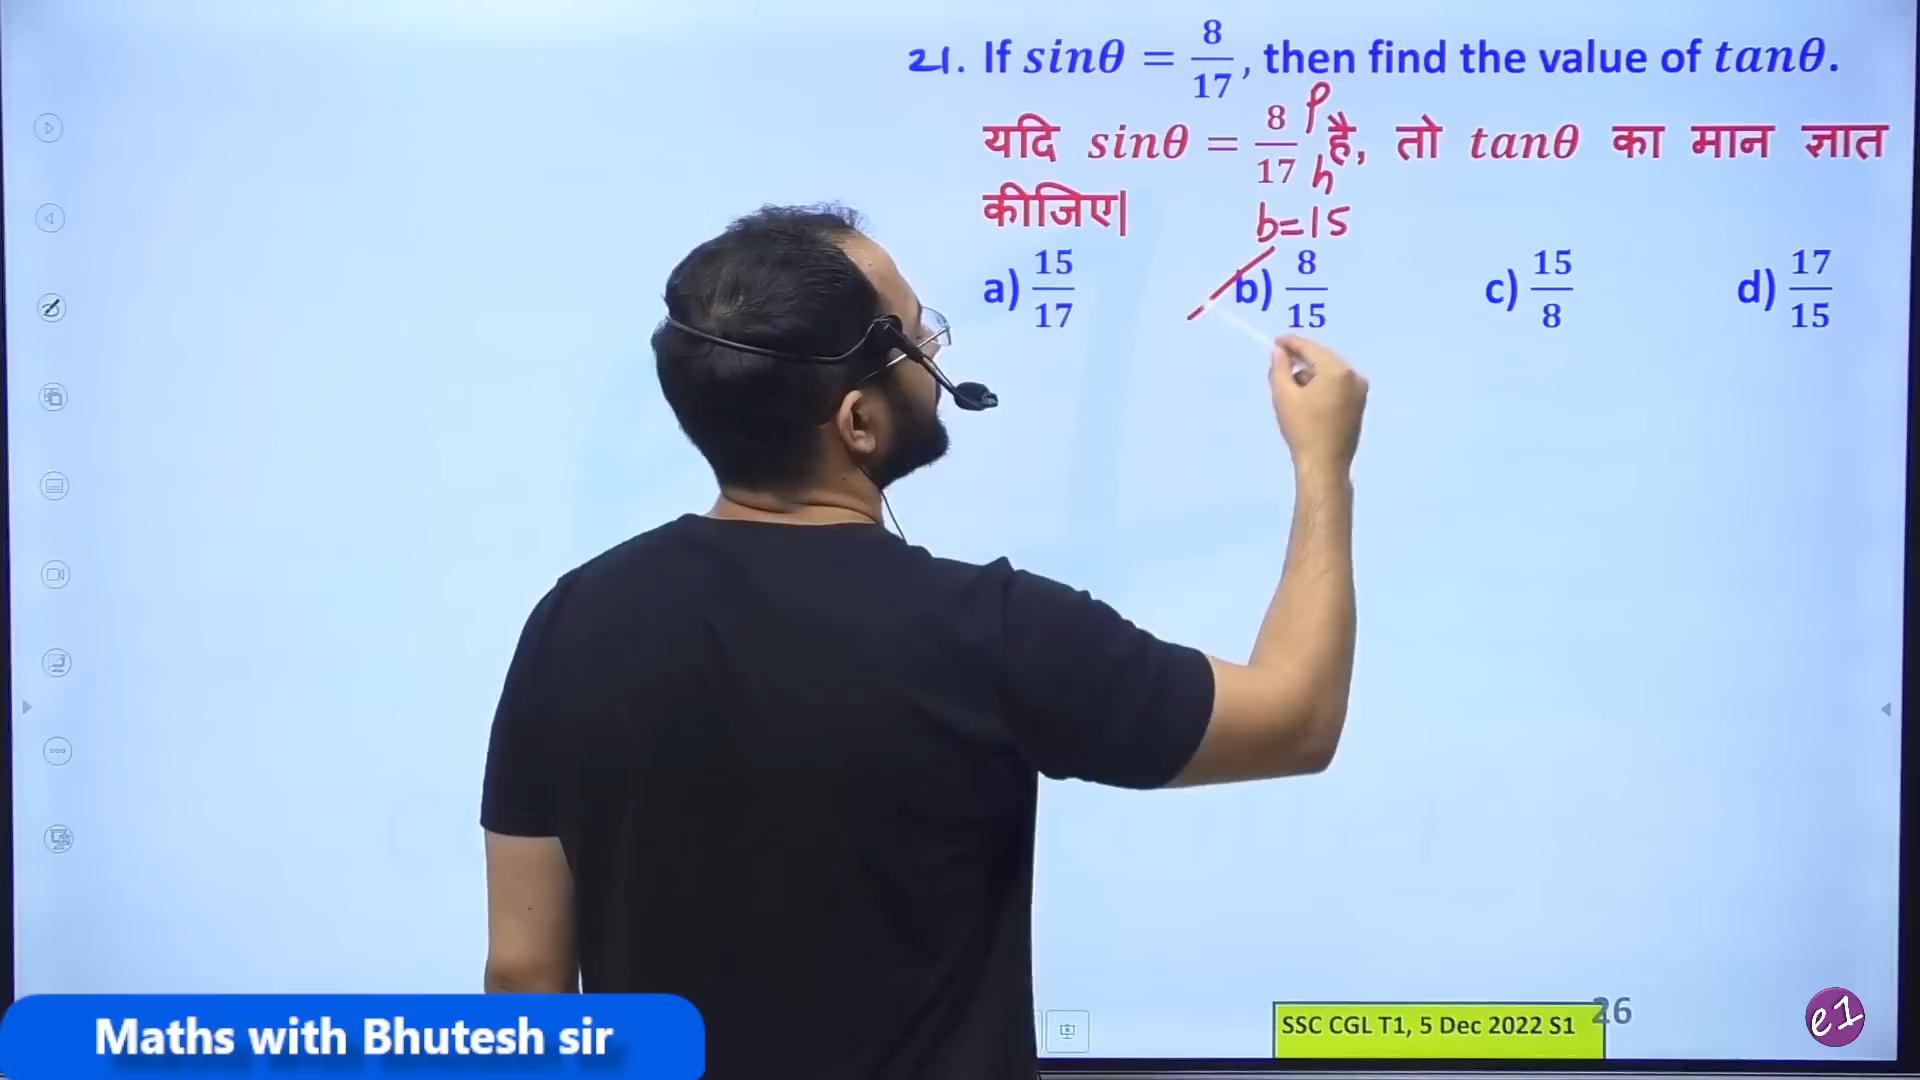 21. If sinθ = 8/17, then find the value of tanθ.
यदि sinθ = 8/17 p/h है, तो tanθ का मान ज्ञात
कीजिए|
b=15
a) 15/17 b) 8/15 c) 15/8 d) 17/15
SSC CGL T1, 5 Dec 2022 S1
26
e1
Maths with Bhutesh sir